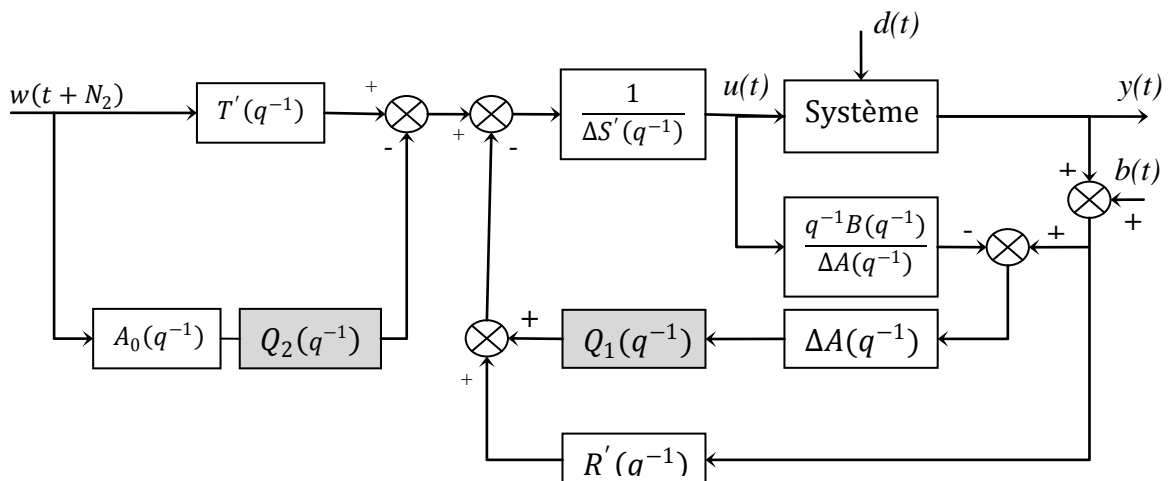 d(t)
w(t + N₂)
T′(q⁻¹)
+
-
+
-
1
ΔS′(q⁻¹)
u(t)
Système
y(t)
+
b(t)
+
q⁻¹B(q⁻¹)
ΔA(q⁻¹)
-
+
A₀(q⁻¹)
Q₂(q⁻¹)
+
Q₁(q⁻¹)
ΔA(q⁻¹)
+
R′(q⁻¹)